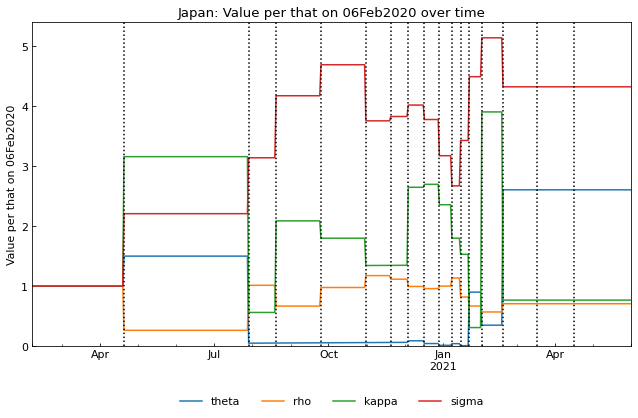 Japan: Value per that on 06Feb2020 over time
Value per that on 06Feb2020
5
4
3
2
1
0
Apr Jul Oct Jan Apr
2021
theta rho kappa sigma